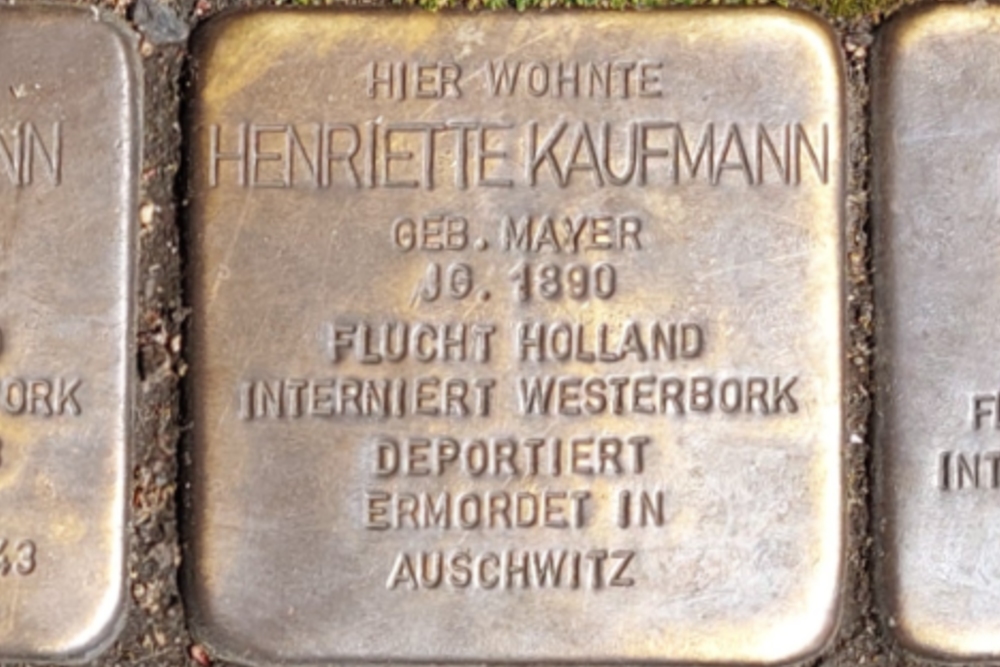 HIER WOHNTE
HENRIETTE KAUFMANN
GEB. MAYER
JG. 1890
FLUCHT HOLLAND
INTERNIERT WESTERBORK
DEPORTIERT
ERMORDET IN
AUSCHWITZ